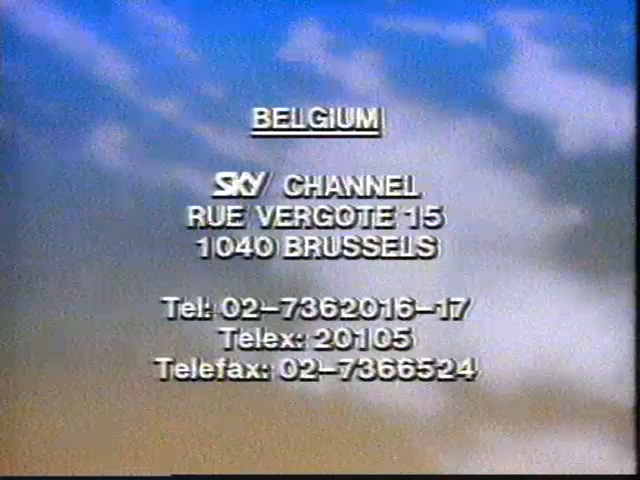 BELGIUM
SKY CHANNEL
RUE VERGOTE 15
1040 BRUSSELS
Tel: 02-7362016-17
Telex: 20105
Telefax: 02-7366524